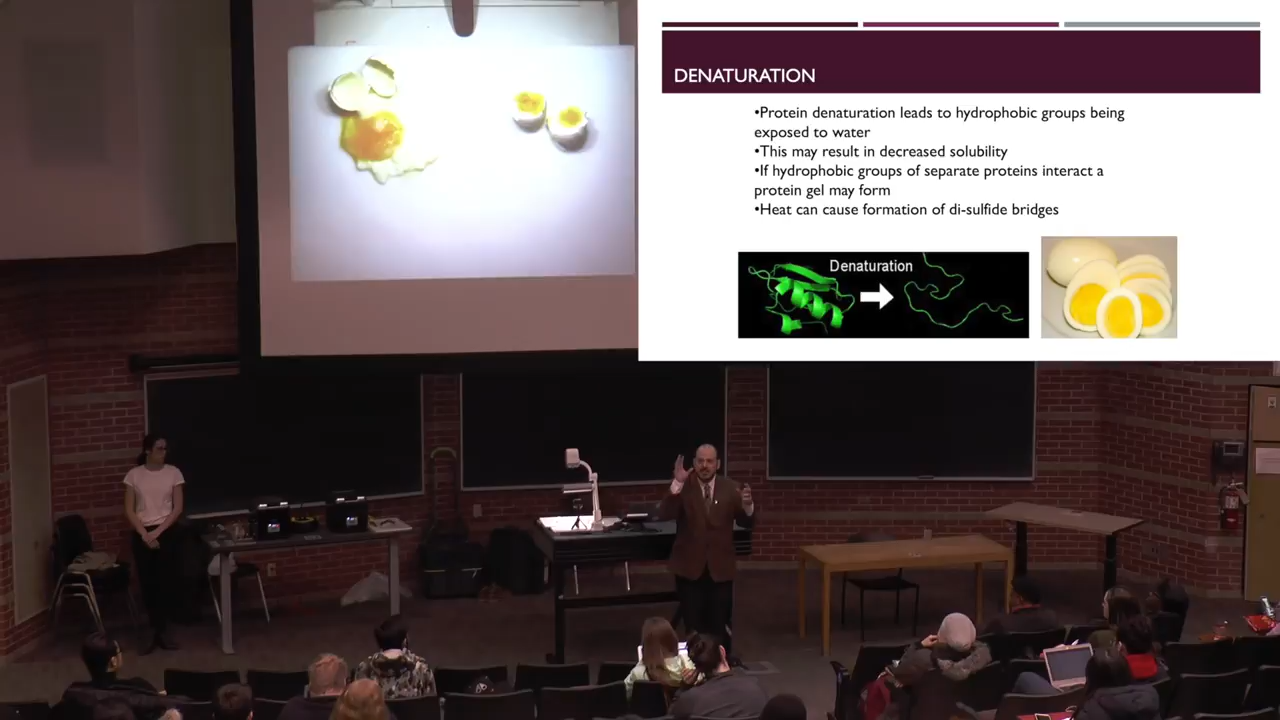 DENATURATION
•Protein denaturation leads to hydrophobic groups being
exposed to water
•This may result in decreased solubility
•If hydrophobic groups of separate proteins interact a
protein gel may form
•Heat can cause formation of di-sulfide bridges
Denaturation